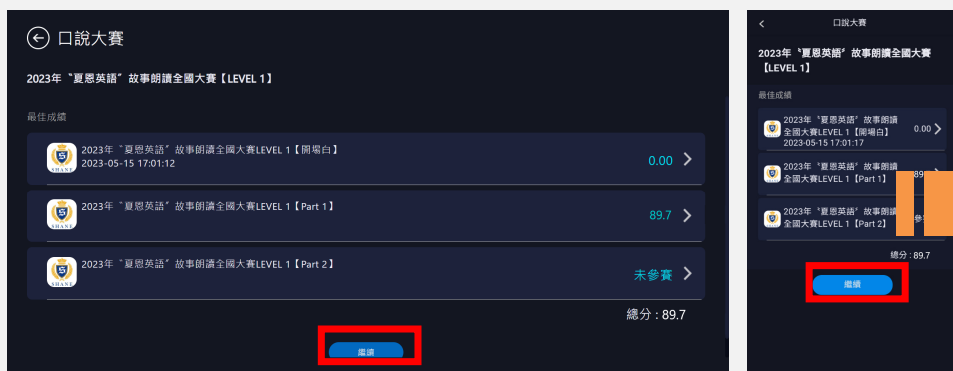 口說大賽
2023年〝夏恩英語〞故事朗讀全國大賽【LEVEL 1】
最佳成績
2023年〝夏恩英語〞故事朗讀全國大賽LEVEL 1【開場白】
2023-05-15 17:01:12
0.00
2023年〝夏恩英語〞故事朗讀全國大賽LEVEL 1【Part 1】
89.7
2023年〝夏恩英語〞故事朗讀全國大賽LEVEL 1【Part 2】
未參賽
總分 : 89.7
繼續
口說大賽
2023年〝夏恩英語〞故事朗讀全國大賽
【LEVEL 1】
最佳成績
2023年〝夏恩英語〞故事朗讀
全國大賽LEVEL 1【開場白】
2023-05-15 17:01:17
0.00
2023年〝夏恩英語〞故事朗讀
全國大賽LEVEL 1【Part 1】
2023年〝夏恩英語〞故事朗讀
全國大賽LEVEL 1【Part 2】
總分 : 89.7
繼續